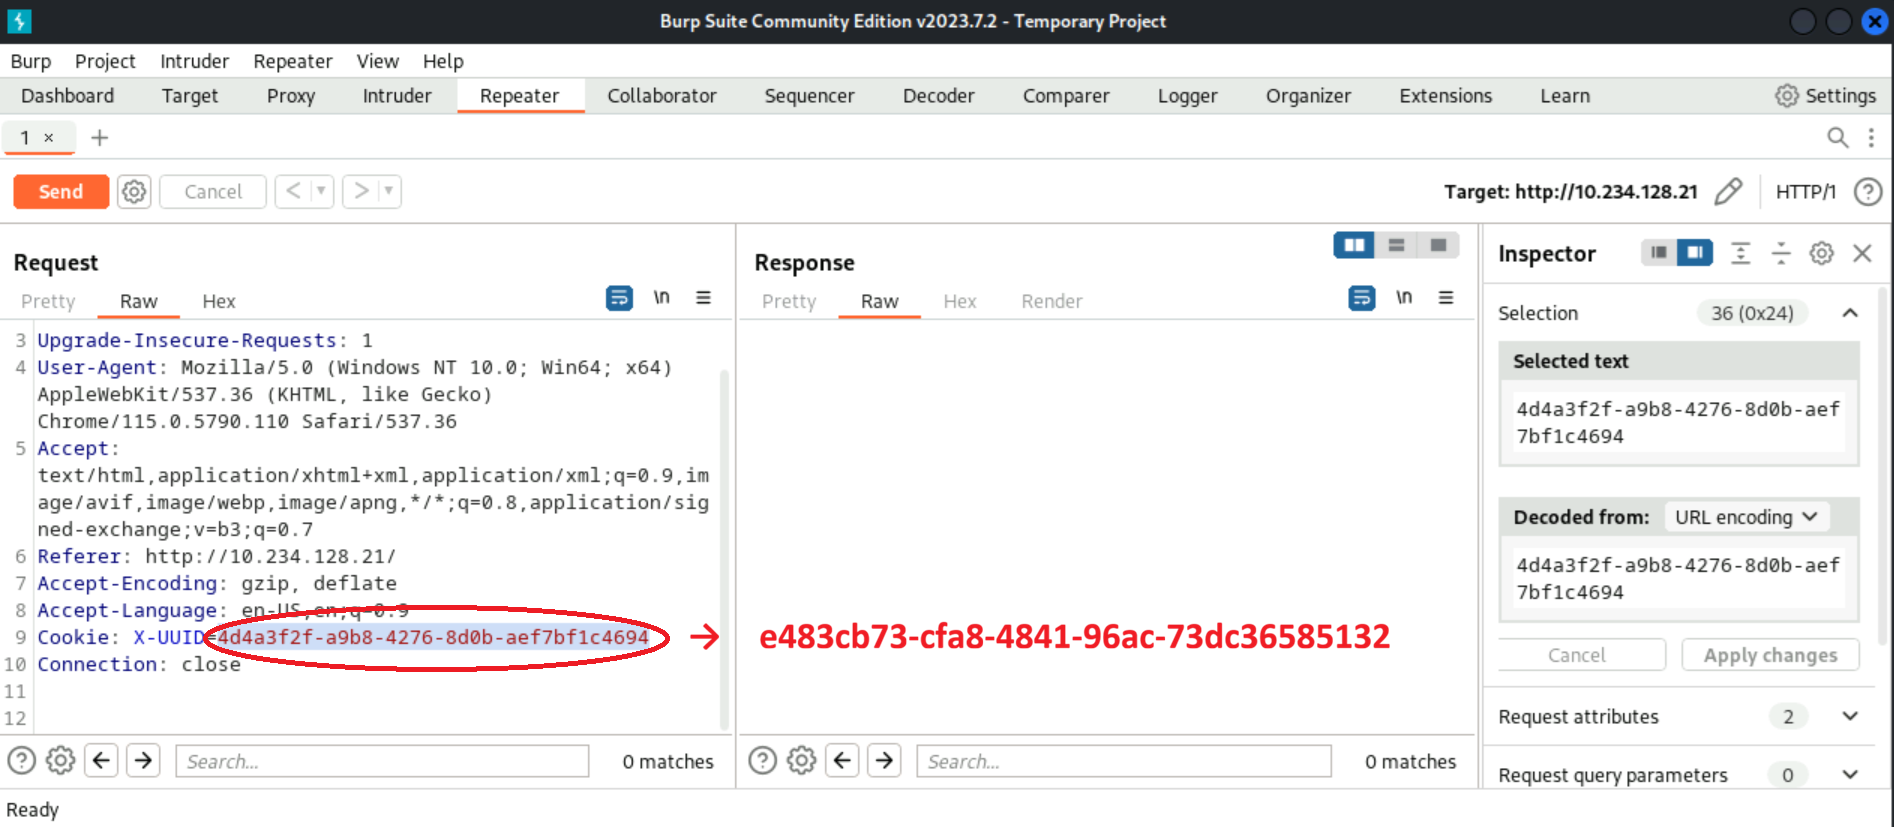 Burp Suite Community Edition v2023.7.2 - Temporary Project
Burp Project Intruder Repeater View Help
Dashboard Target Proxy Intruder Repeater Collaborator Sequencer Decoder Comparer Logger Organizer Extensions Learn Settings
1 × +
Send Cancel < > Target: http://10.234.128.21 HTTP/1 ?
Request
Pretty Raw Hex \n
3 Upgrade-Insecure-Requests: 1
4 User-Agent: Mozilla/5.0 (Windows NT 10.0; Win64; x64)
AppleWebKit/537.36 (KHTML, like Gecko)
Chrome/115.0.5790.110 Safari/537.36
5 Accept:
text/html,application/xhtml+xml,application/xml;q=0.9,im
age/avif,image/webp,image/apng,*/*;q=0.8,application/sig
ned-exchange;v=b3;q=0.7
6 Referer: http://10.234.128.21/
7 Accept-Encoding: gzip, deflate
8 Accept-Language: en-US,en;q=0.9
9 Cookie: X-UUID=4d4a3f2f-a9b8-4276-8d0b-aef7bf1c4694
10 Connection: close
11
12
? Search... 0 matches
Response
Pretty Raw Hex Render \n
→ e483cb73-cfa8-4841-96ac-73dc36585132
? Search... 0 matches
Inspector
Selection 36 (0x24)
Selected text
4d4a3f2f-a9b8-4276-8d0b-aef
7bf1c4694
Decoded from: URL encoding
4d4a3f2f-a9b8-4276-8d0b-aef
7bf1c4694
Cancel Apply changes
Request attributes 2
Request query parameters 0
Ready